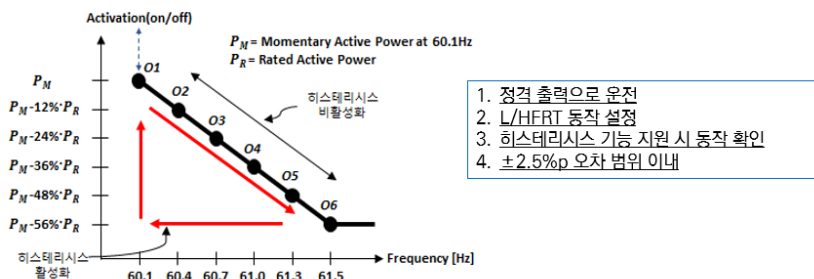 Activation(on/off)
P_M = Momentary Active Power at 60.1Hz
P_R = Rated Active Power
O1
O2
O3
O4
O5
O6
히스테리시스
비활성화
P_M
P_M-12%·P_R
P_M-24%·P_R
P_M-36%·P_R
P_M-48%·P_R
P_M-56%·P_R
히스테리시스
활성화
60.1 60.4 60.7 61.0 61.3 61.5
Frequency [Hz]
1. 정격 출력으로 운전
2. L/HFRT 동작 설정
3. 히스테리시스 기능 지원 시 동작 확인
4. ±2.5%p 오차 범위 이내